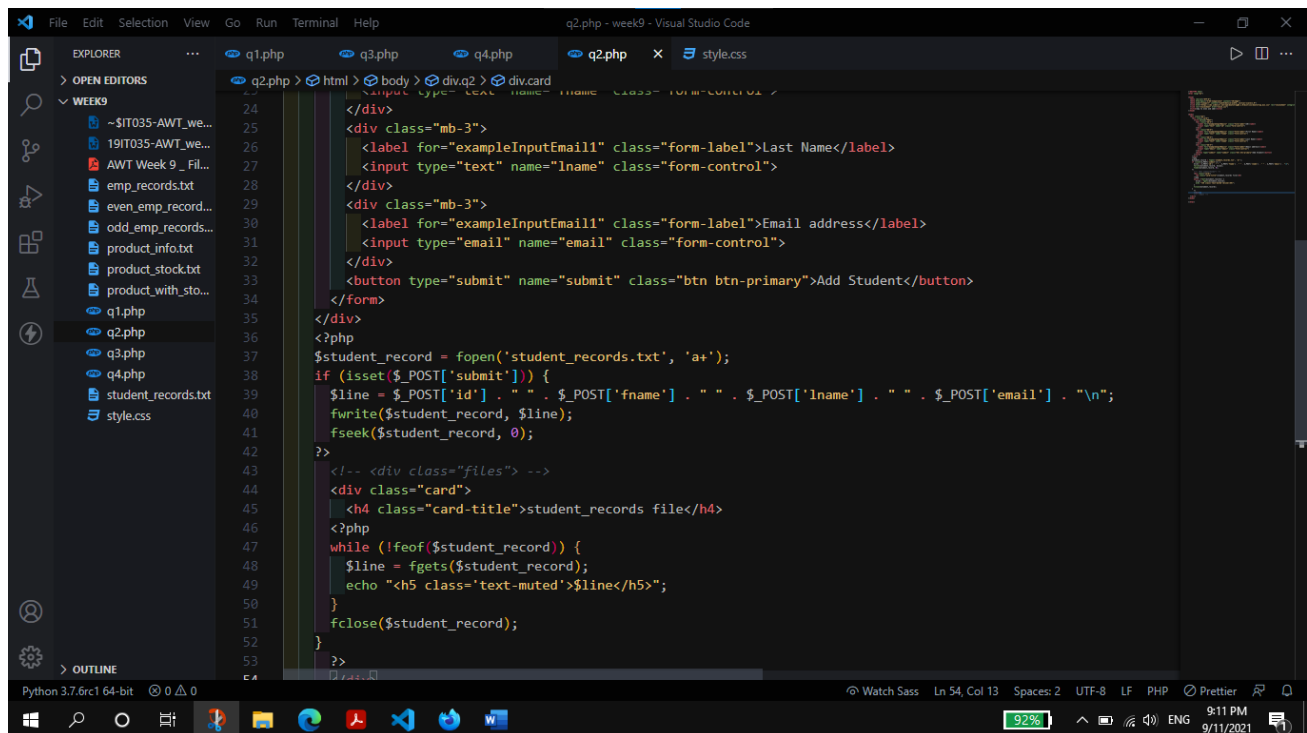 File Edit Selection View Go Run Terminal Help q2.php - week9 - Visual Studio Code
EXPLORER ... q1.php q3.php q4.php q2.php style.css
OPEN EDITORS
q2.php > html > body > div.q2 > div.card
WEEK9
~$IT035-AWT_we...
19IT035-AWT_we...
AWT Week 9 _ Fil...
emp_records.txt
even_emp_record...
odd_emp_records...
product_info.txt
product_stock.txt
product_with_sto...
q1.php
q2.php
q3.php
q4.php
student_records.txt
style.css
OUTLINE
24 </div>
25 <div class="mb-3">
26 <label for="exampleInputEmail1" class="form-label">Last Name</label>
27 <input type="text" name="lname" class="form-control">
28 </div>
29 <div class="mb-3">
30 <label for="exampleInputEmail1" class="form-label">Email address</label>
31 <input type="email" name="email" class="form-control">
32 </div>
33 <button type="submit" name="submit" class="btn btn-primary">Add Student</button>
34 </form>
35 </div>
36 <?php
37 $student_record = fopen('student_records.txt', 'a+');
38 if (isset($_POST['submit'])) {
39 $line = $_POST['id'] . " " . $_POST['fname'] . " " . $_POST['lname'] . " " . $_POST['email'] . "\n";
40 fwrite($student_record, $line);
41 fseek($student_record, 0);
42 ?>
43 <!-- <div class="files"> -->
44 <div class="card">
45 <h4 class="card-title">student_records file</h4>
46 <?php
47 while (!feof($student_record)) {
48 $line = fgets($student_record);
49 echo "<h5 class='text-muted'>$line</h5>";
50 }
51 fclose($student_record);
52 }
53 ?>
54 </div>
Python 3.7.6rc1 64-bit 0 0 Watch Sass Ln 54, Col 13 Spaces: 2 UTF-8 LF PHP Prettier
92% ENG 9:11 PM
9/11/2021 1